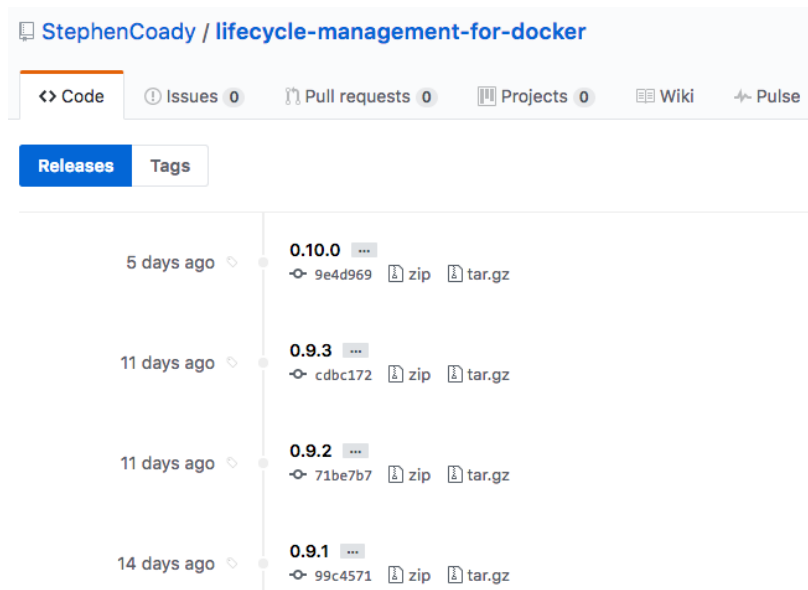 StephenCoady / lifecycle-management-for-docker
<> Code Issues 0 Pull requests 0 Projects 0 Wiki Pulse
Releases Tags
5 days ago 0.10.0 ...
9e4d969 zip tar.gz
11 days ago 0.9.3 ...
cdbc172 zip tar.gz
11 days ago 0.9.2 ...
71be7b7 zip tar.gz
14 days ago 0.9.1 ...
99c4571 zip tar.gz